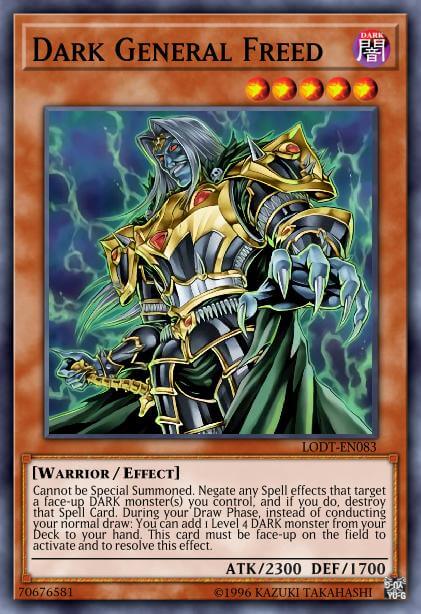 DARK GENERAL FREED
DARK
闇
LODT-EN083
[WARRIOR / EFFECT]
Cannot be Special Summoned. Negate any Spell effects that target
a face-up DARK monster(s) you control, and if you do, destroy
that Spell Card. During your Draw Phase, instead of conducting
your normal draw: You can add 1 Level 4 DARK monster from your
Deck to your hand. This card must be face-up on the field to
activate and to resolve this effect.
ATK/2300 DEF/1700
70676581
©1996 KAZUKI TAKAHASHI